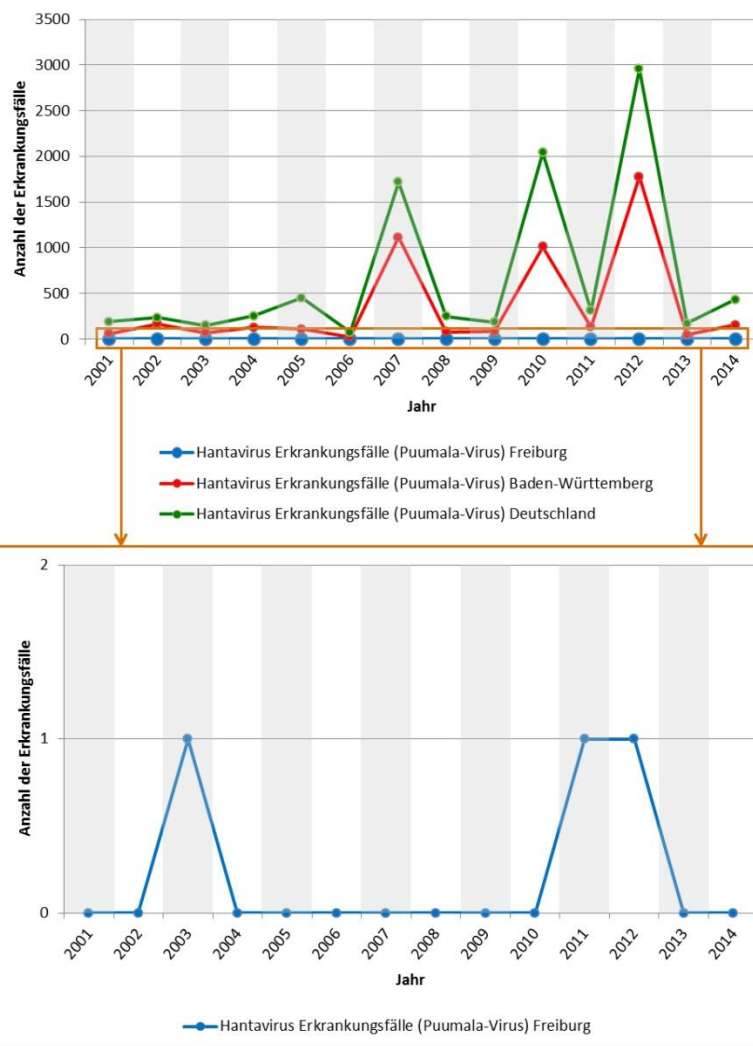 3500
3000
2500
2000
1500
1000
500
0
Anzahl der Erkrankungsfälle
2001 2002 2003 2004 2005 2006 2007 2008 2009 2010 2011 2012 2013 2014
Jahr
Hantavirus Erkrankungsfälle (Puumala-Virus) Freiburg
Hantavirus Erkrankungsfälle (Puumala-Virus) Baden-Württemberg
Hantavirus Erkrankungsfälle (Puumala-Virus) Deutschland
2
1
0
Anzahl der Erkrankungsfälle
2001 2002 2003 2004 2005 2006 2007 2008 2009 2010 2011 2012 2013 2014
Jahr
Hantavirus Erkrankungsfälle (Puumala-Virus) Freiburg